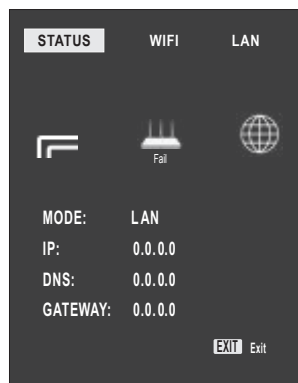 STATUS WIFI LAN
Fail
MODE: LAN
IP: 0.0.0.0
DNS: 0.0.0.0
GATEWAY: 0.0.0.0
EXIT Exit